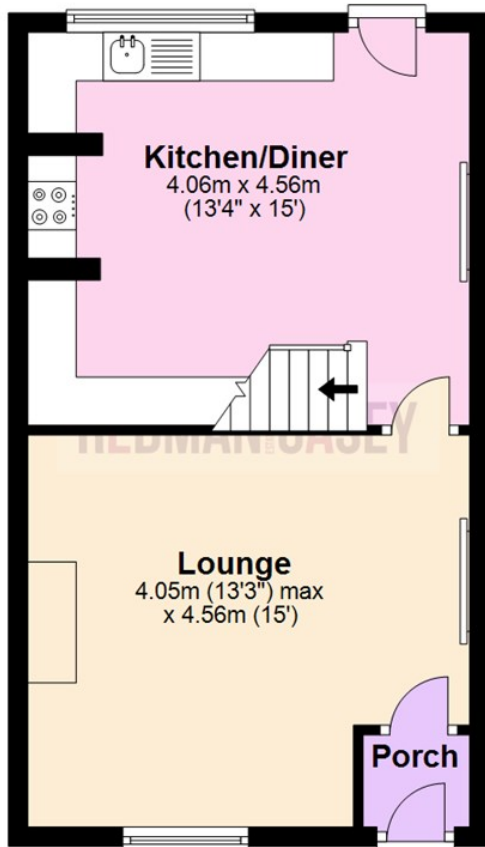 Kitchen/Diner
4.06m x 4.56m
(13'4" x 15')
Lounge
4.05m (13'3") max
x 4.56m (15')
Porch